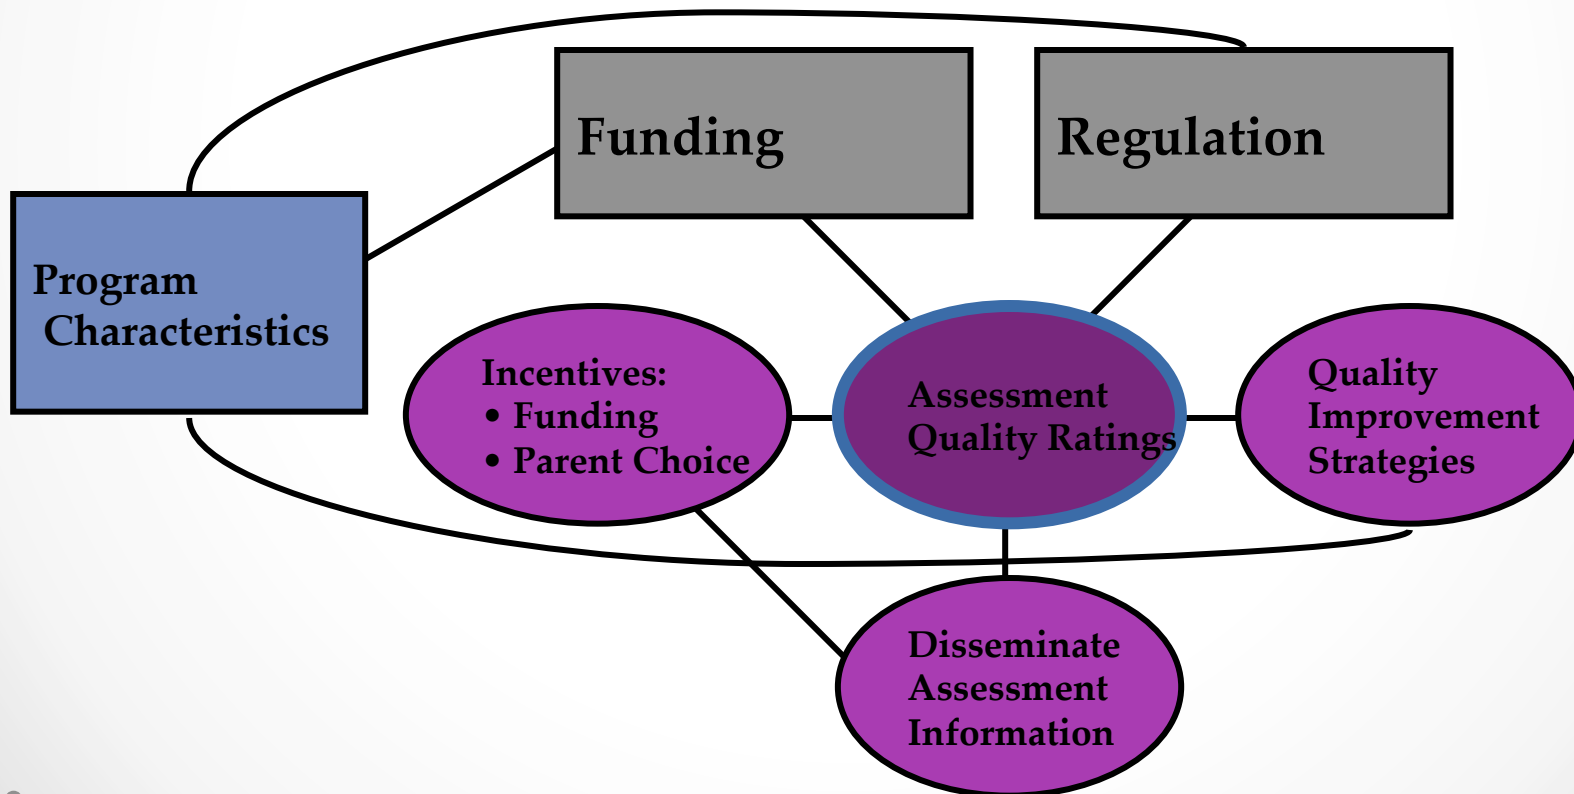 Funding
Regulation
Program
Characteristics
Incentives:
• Funding
• Parent Choice
Assessment
Quality Ratings
Quality
Improvement
Strategies
Disseminate
Assessment
Information